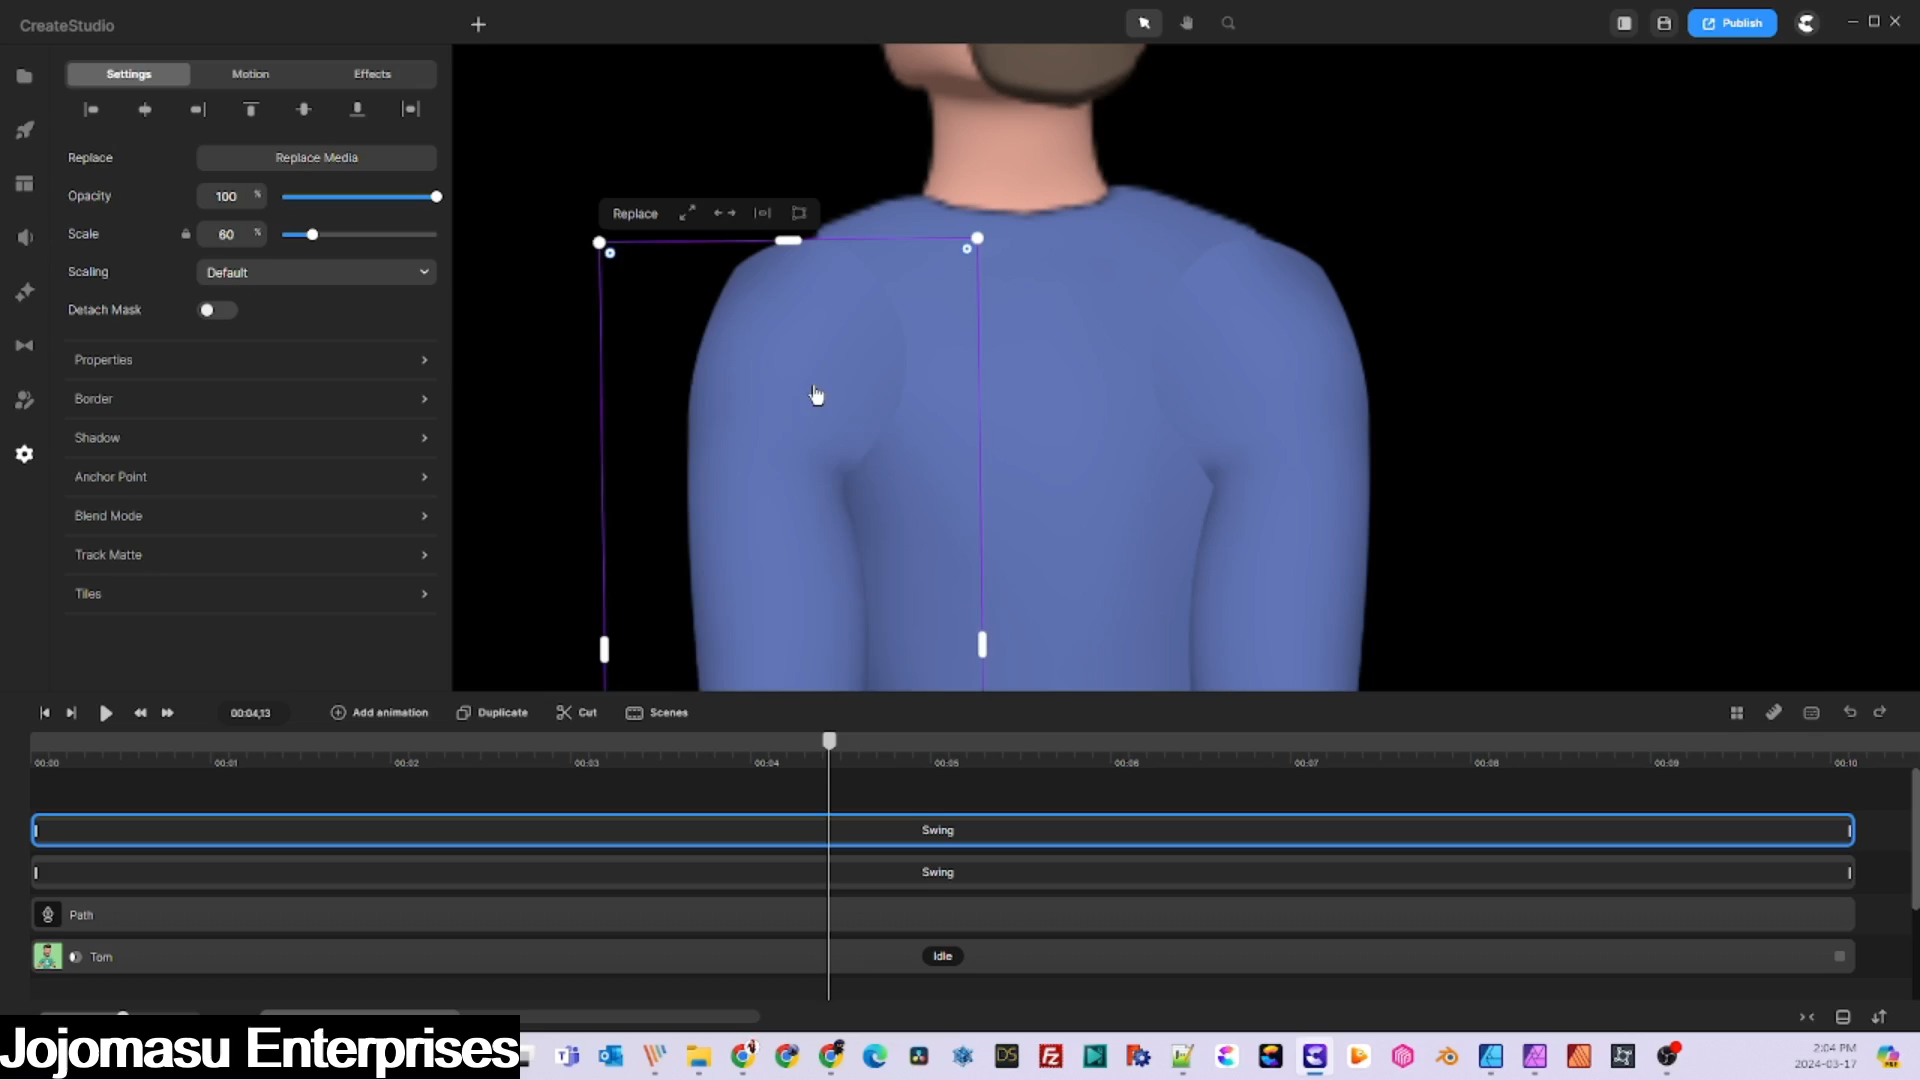 CreateStudio
Publish
Settings Motion Effects
Replace Replace Media
Opacity 100 %
Scale 60 %
Scaling Default
Detach Mask
Properties
Border
Shadow
Anchor Point
Blend Mode
Track Matte
Tiles
Replace
00:04,13 Add animation Duplicate Cut Scenes
00:00 00:01 00:02 00:03 00:04 00:05 00:06 00:07 00:08 00:09 00:10
Swing
Swing
Path
Tom Idle
Jojomasu Enterprises
DS
2:04 PM
2024-03-17